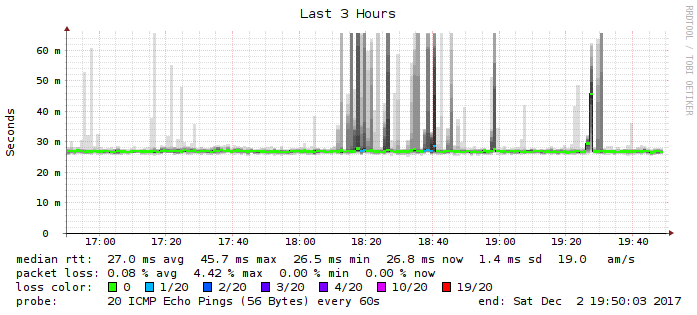 Last 3 Hours
RRDTOOL / TOBI OETIKER
Seconds
60 m
50 m
40 m
30 m
20 m
10 m
0
17:00 17:20 17:40 18:00 18:20 18:40 19:00 19:20 19:40
median rtt: 27.0 ms avg 45.7 ms max 26.5 ms min 26.8 ms now 1.4 ms sd 19.0 am/s
packet loss: 0.08 % avg 4.42 % max 0.00 % min 0.00 % now
loss color: 0 1/20 2/20 3/20 4/20 10/20 19/20
probe: 20 ICMP Echo Pings (56 Bytes) every 60s end: Sat Dec 2 19:50:03 2017